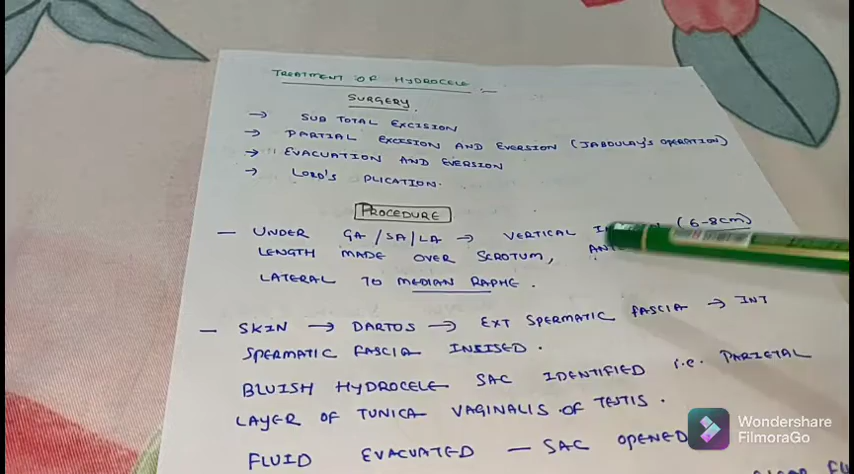 TREATMENT OF HYDROCELE :-
SURGERY
→ SUB TOTAL EXCISION
→ PARTIAL EXCISION AND EVERSION (JABOULAY'S OPERATION)
→ EVACUATION AND EVERSION
→ LORD'S PLICATION.
PROCEDURE
— UNDER GA/SA/LA → VERTICAL (6-8cm)
LENGTH MADE OVER SCROTUM,
LATERAL TO MEDIAN RAPHE.
— SKIN → DARTOS → EXT SPERMATIC FASCIA → INT
SPERMATIC FASCIA INSISED.
BLUISH HYDROCELE SAC IDENTIFIED i.e. PARIETAL
LAYER OF TUNICA VAGINALIS OF TESTIS.
FLUID EVACUATED — SAC OPENED
Wondershare
FilmoraGo